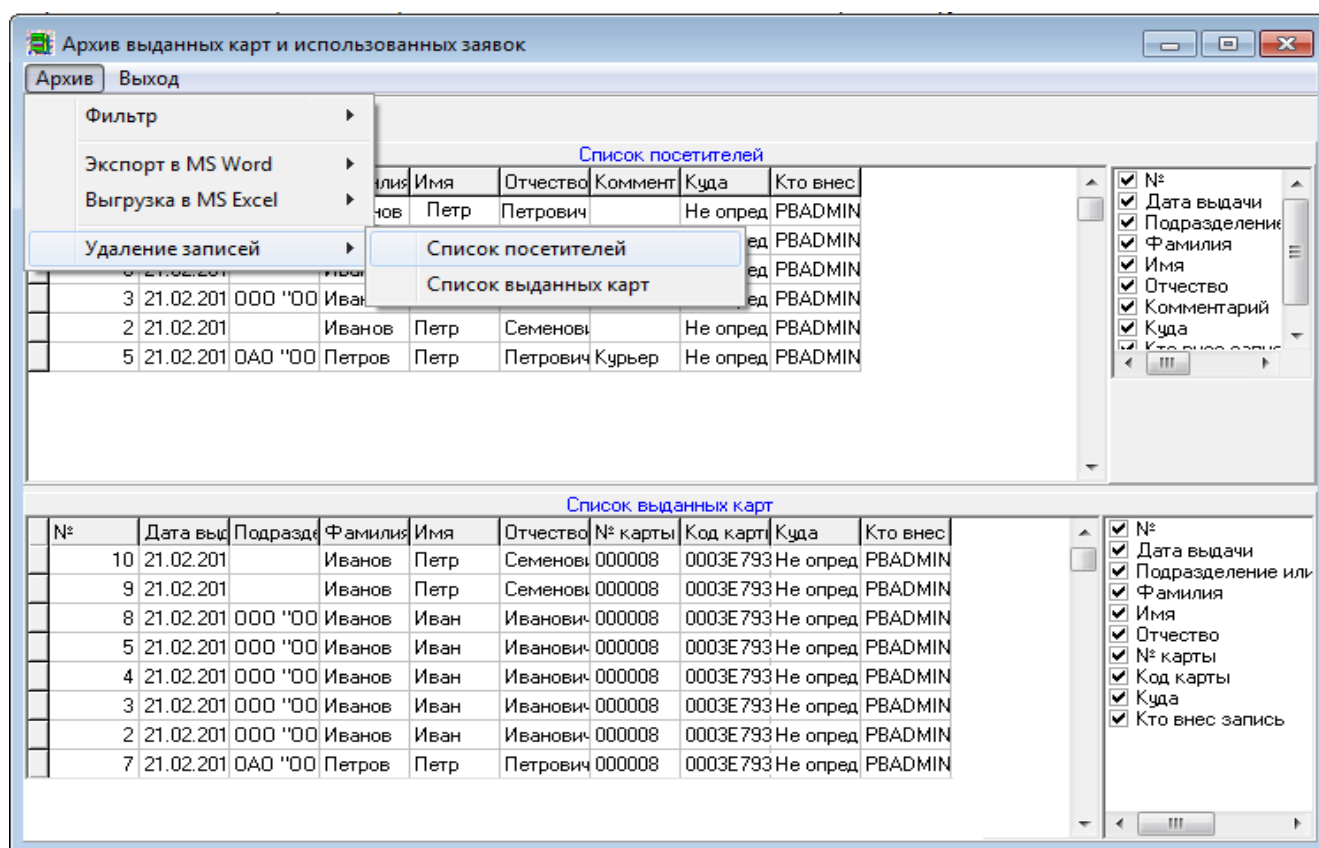 Архив выданных карт и использованных заявок
Архив Выход
Фильтр
Экспорт в MS Word
Выгрузка в MS Excel
Удаление записей
Список посетителей
Список выданных карт
Список посетителей
Имя Отчество Коммент Куда Кто внес
Петр Петрович Не опред PBADMIN
PBADMIN
PBADMIN
3 21.02.201 ООО "ОО PBADMIN
2 21.02.201 Иванов Петр Семенов Не опред PBADMIN
5 21.02.201 ОАО "ОО Петров Петр Петрович Курьер Не опред PBADMIN
№
Дата выдачи
Подразделение
Фамилия
Имя
Отчество
Комментарий
Куда
Список выданных карт
№ Дата выд Подразде Фамилия Имя Отчество № карты Код карт Куда Кто внес
10 21.02.201 Иванов Петр Семенов 000008 0003E793 Не опред PBADMIN
9 21.02.201 Иванов Петр Семенов 000008 0003E793 Не опред PBADMIN
8 21.02.201 ООО "ОО Иванов Иван Иванович 000008 0003E793 Не опред PBADMIN
5 21.02.201 ООО "ОО Иванов Иван Иванович 000008 0003E793 Не опред PBADMIN
4 21.02.201 ООО "ОО Иванов Иван Иванович 000008 0003E793 Не опред PBADMIN
3 21.02.201 ООО "ОО Иванов Иван Иванович 000008 0003E793 Не опред PBADMIN
2 21.02.201 ООО "ОО Иванов Иван Иванович 000008 0003E793 Не опред PBADMIN
7 21.02.201 ОАО "ОО Петров Петр Петрович 000008 0003E793 Не опред PBADMIN
№
Дата выдачи
Подразделение или
Фамилия
Имя
Отчество
№ карты
Код карты
Куда
Кто внес запись